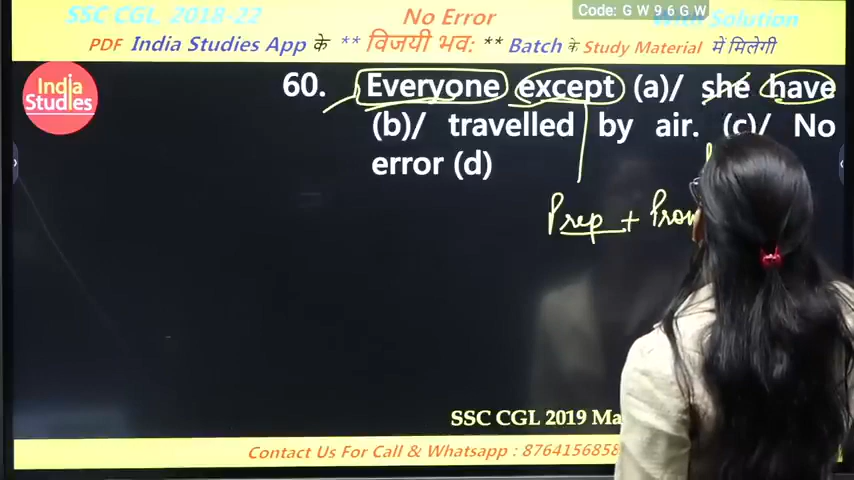 SSC CGL 2018-22 No Error Solution
Code: G W 9 6 G W
PDF India Studies App के ** विजयी भव: ** Batch के Study Material में मिलेगी
India
Studies
60. Everyone except (a)/ she have
(b)/ travelled by air. (c)/ No
error (d)
Prep + Pron
SSC CGL 2019 Ma
Contact Us For Call & Whatsapp : 8764156858